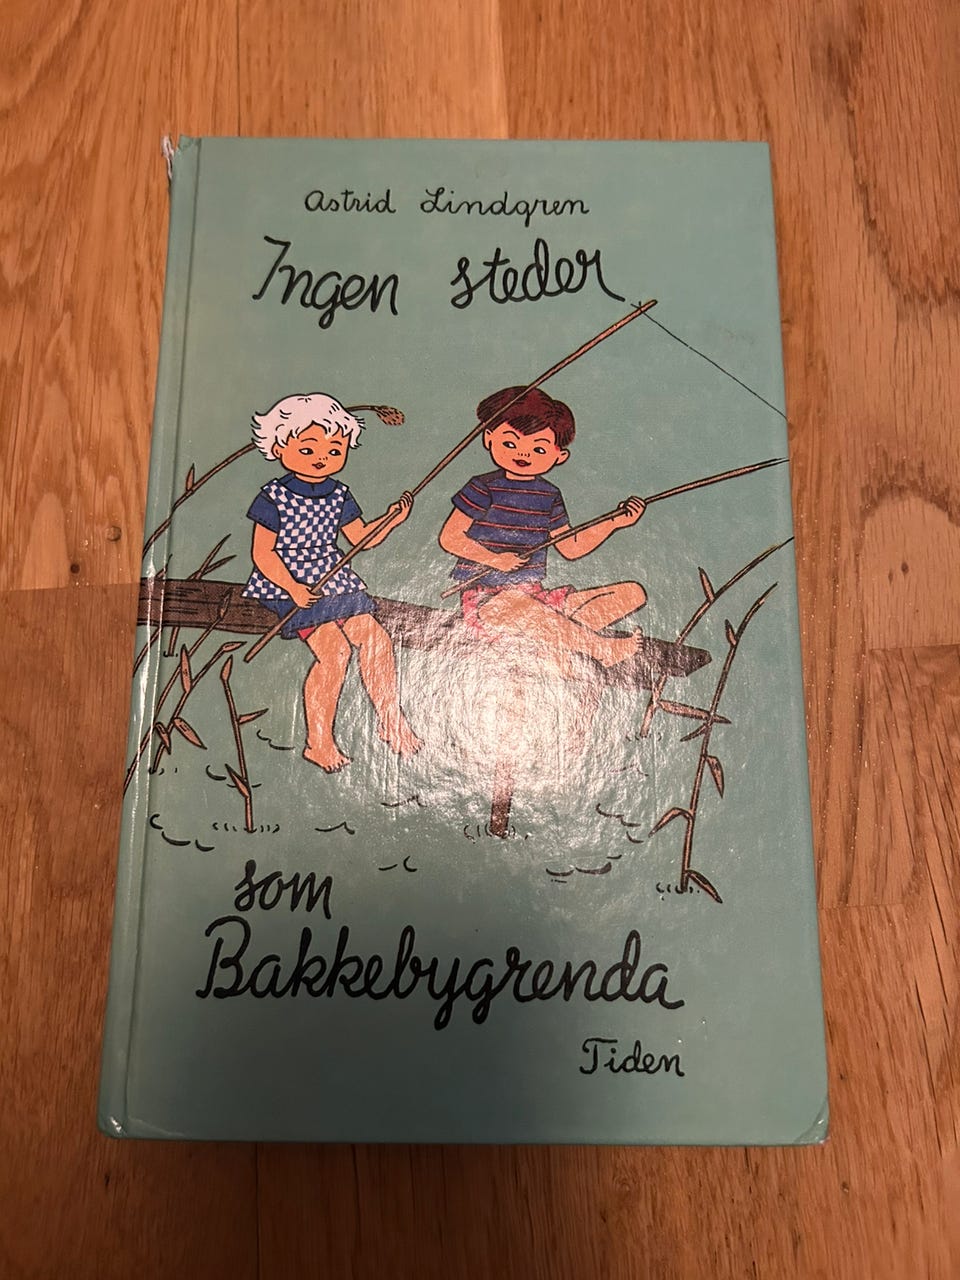 Astrid Lindgren
Ingen steder
som
Bakkebygrenda
Tiden